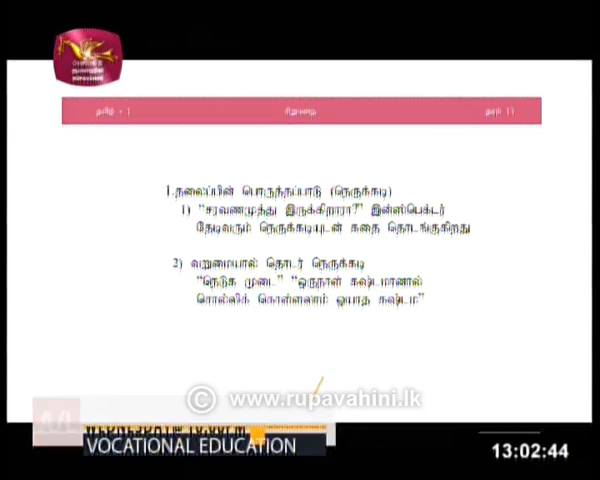 தமிழ் - I சிறுகதை தரம் 11
1.தலைப்பின் பொருத்தப்பாடு (நெருக்கடி)
1) "சரவணமுத்து இருக்கிறாரா?" இன்ஸ்பெக்டர்
தேடிவரும் நெருக்கடியுடன் கதை தொடங்குகிறது
2) வறுமையால் தொடர் நெருக்கடி
"நெடுக முடை" "ஒருநாள் கஷ்டமானால்
சொல்லிக் கொள்ளலாம் ஓயாத கஷ்டம"
© www.rupavahini.lk
A/L
VOCATIONAL EDUCATION
13:02:44